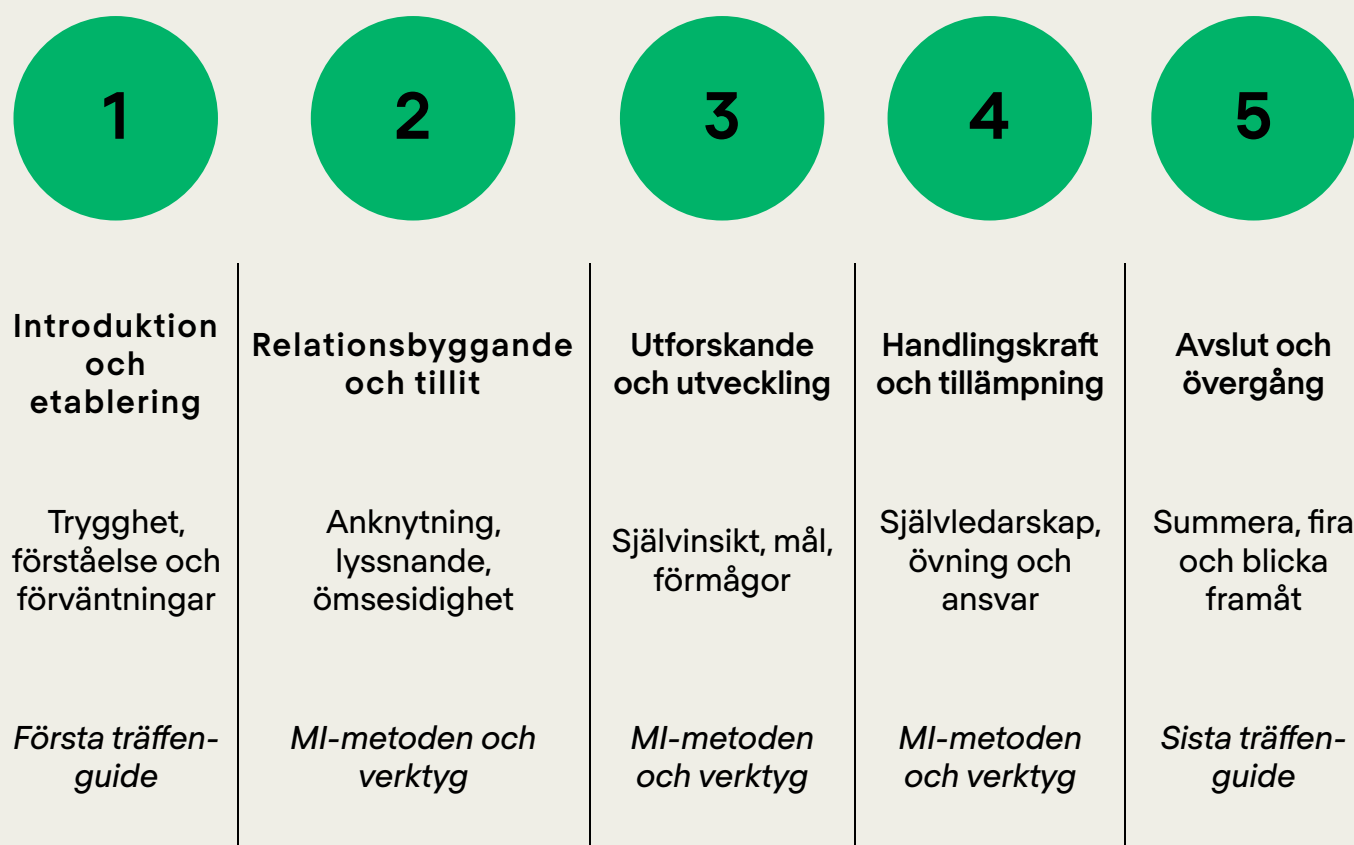 1
2
3
4
5
Introduktion
och
etablering
Relationsbyggande
och tillit
Utforskande
och utveckling
Handlingskraft
och tillämpning
Avslut och
övergång
Trygghet,
förståelse och
förväntningar
Anknytning,
lyssnande,
ömsesidighet
Självinsikt, mål,
förmågor
Självledarskap,
övning och
ansvar
Summera, fira
och blicka
framåt
Första träffen-
guide
MI-metoden och
verktyg
MI-metoden
och verktyg
MI-metoden
och verktyg
Sista träffen-
guide